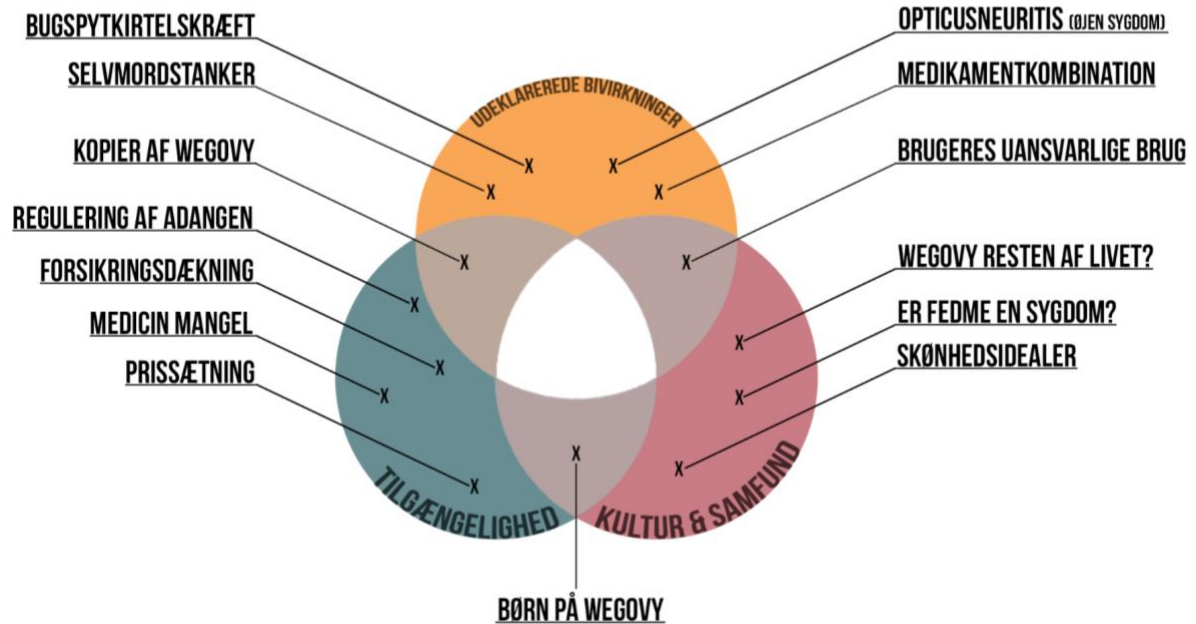 BUGSPYTKIRTELSKRÆFT
SELVMORDSTANKER
KOPIER AF WEGOVY
REGULERING AF ADANGEN
FORSIKRINGSDÆKNING
MEDICIN MANGEL
PRISSÆTNING
UDEKLAREREDE BIVIRKNINGER
X
X
X
X
X
X
X
X
X
X
X
X
X
X
TILGÆNGELIGHED
KULTUR & SAMFUND
OPTICUSNEURITIS (ØJEN SYGDOM)
MEDIKAMENTKOMBINATION
BRUGERES UANSVARLIGE BRUG
WEGOVY RESTEN AF LIVET?
ER FEDME EN SYGDOM?
SKØNHEDSIDEALER
BØRN PÅ WEGOVY